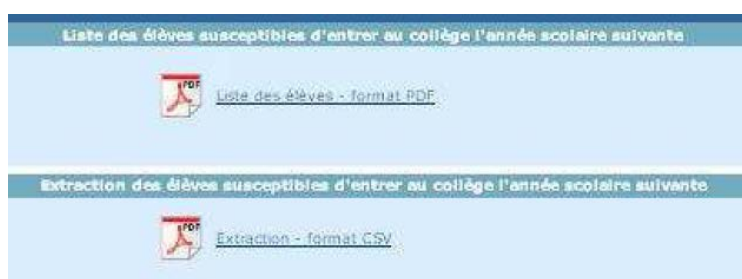 Liste des élèves susceptibles d'entrer au collège l'année scolaire suivante
PDF
Liste des élèves - format PDF
Extraction des élèves susceptibles d'entrer au collège l'année scolaire suivante
PDF
Extraction - format CSV